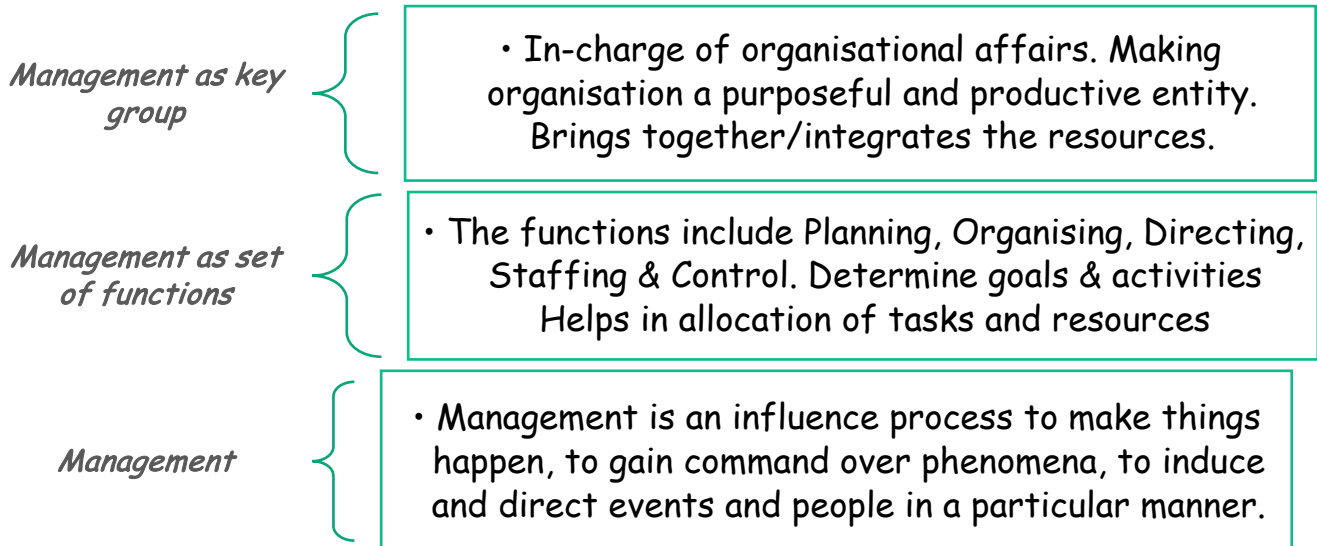 Management as key
group
• In-charge of organisational affairs. Making
organisation a purposeful and productive entity.
Brings together/integrates the resources.
Management as set
of functions
• The functions include Planning, Organising, Directing,
Staffing & Control. Determine goals & activities
Helps in allocation of tasks and resources
Management
• Management is an influence process to make things
happen, to gain command over phenomena, to induce
and direct events and people in a particular manner.